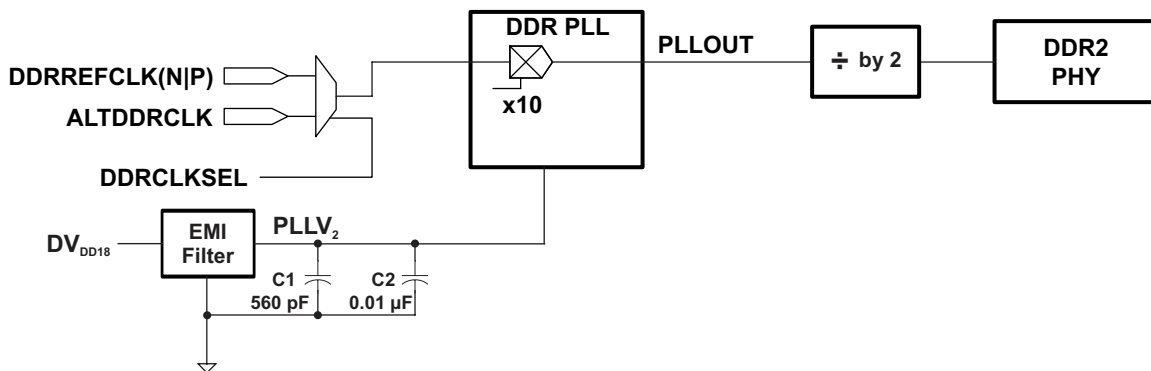 DDR PLL
PLLOUT
÷ by 2
DDR2
PHY
DDRREFCLK(N|P)
x10
ALTDDRCLK
DDRCLKSEL
EMI
Filter
PLLV2
DVDD18
C1
560 pF
C2
0.01 µF